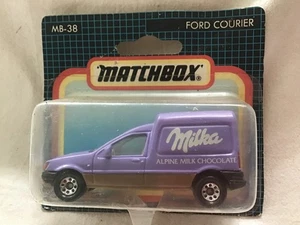 MB-38
FORD COURIER
MATCHBOX
Milka
ALPINE MILK CHOCOLATE